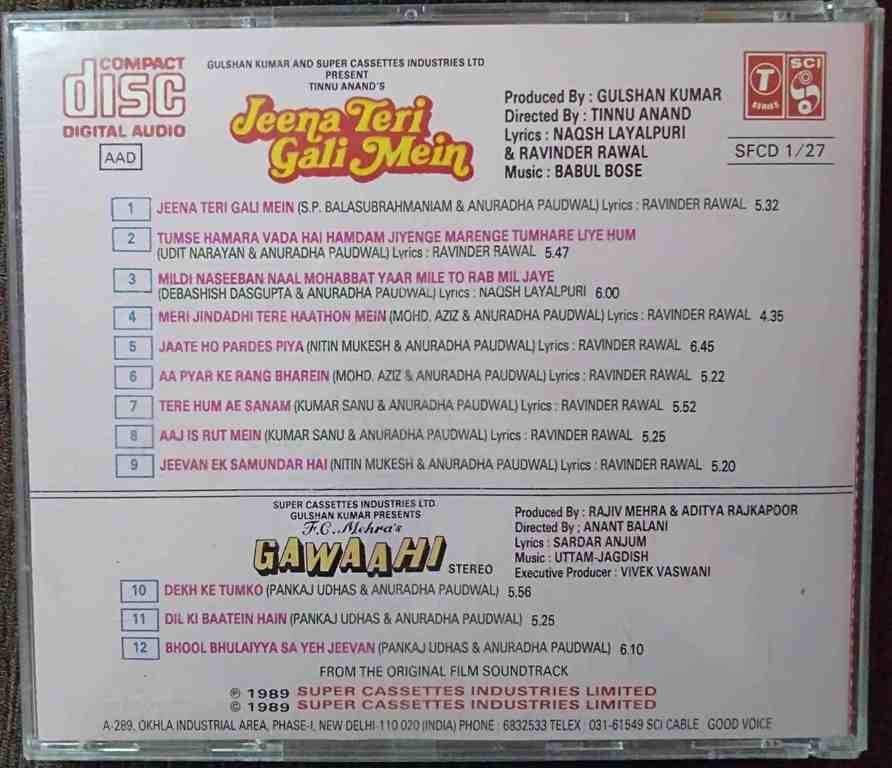 COMPACT
disc
DIGITAL AUDIO
AAD
GULSHAN KUMAR AND SUPER CASSETTES INDUSTRIES LTD
PRESENT
TINNU ANAND'S
Jeena Teri
Gali Mein
Produced By : GULSHAN KUMAR
Directed By : TINNU ANAND
Lyrics : NAQSH LAYALPURI
& RAVINDER RAWAL
Music : BABUL BOSE
T
SERIES
SCI
SFCD 1/27
1 JEENA TERI GALI MEIN (S.P. BALASUBRAHMANIAM & ANURADHA PAUDWAL) Lyrics : RAVINDER RAWAL 5.32
2 TUMSE HAMARA VADA HAI HAMDAM JIYENGE MARENGE TUMHARE LIYE HUM
(UDIT NARAYAN & ANURADHA PAUDWAL) Lyrics : RAVINDER RAWAL 5.47
3 MILDI NASEEBAN NAAL MOHABBAT YAAR MILE TO RAB MIL JAYE
(DEBASHISH DASGUPTA & ANURADHA PAUDWAL) Lyrics : NAQSH LAYALPURI 6.00
4 MERI JINDADHI TERE HAATHON MEIN (MOHD. AZIZ & ANURADHA PAUDWAL) Lyrics : RAVINDER RAWAL 4.35
5 JAATE HO PARDES PIYA (NITIN MUKESH & ANURADHA PAUDWAL) Lyrics : RAVINDER RAWAL 6.45
6 AA PYAR KE RANG BHAREIN (MOHD. AZIZ & ANURADHA PAUDWAL) Lyrics : RAVINDER RAWAL 5.22
7 TERE HUM AE SANAM (KUMAR SANU & ANURADHA PAUDWAL) Lyrics : RAVINDER RAWAL 5.52
8 AAJ IS RUT MEIN (KUMAR SANU & ANURADHA PAUDWAL) Lyrics : RAVINDER RAWAL 5.25
9 JEEVAN EK SAMUNDAR HAI (NITIN MUKESH & ANURADHA PAUDWAL) Lyrics : RAVINDER RAWAL 5.20
SUPER CASSETTES INDUSTRIES LTD.
GULSHAN KUMAR PRESENTS
F.C. Mehra's
GAWAAHI
STEREO
Produced By : RAJIV MEHRA & ADITYA RAJKAPOOR
Directed By : ANANT BALANI
Lyrics : SARDAR ANJUM
Music : UTTAM-JAGDISH
Executive Producer : VIVEK VASWANI
10 DEKH KE TUMKO (PANKAJ UDHAS & ANURADHA PAUDWAL) 5.56
11 DIL KI BAATEIN HAIN (PANKAJ UDHAS & ANURADHA PAUDWAL) 5.25
12 BHOOL BHULAIYYA SA YEH JEEVAN (PANKAJ UDHAS & ANURADHA PAUDWAL) 6.10
FROM THE ORIGINAL FILM SOUNDTRACK
℗ 1989 SUPER CASSETTES INDUSTRIES LIMITED
© 1989 SUPER CASSETTES INDUSTRIES LIMITED
A-289, OKHLA INDUSTRIAL AREA, PHASE-I, NEW DELHI-110 020 (INDIA) PHONE : 6832533 TELEX : 031-61549 SCI CABLE GOOD VOICE